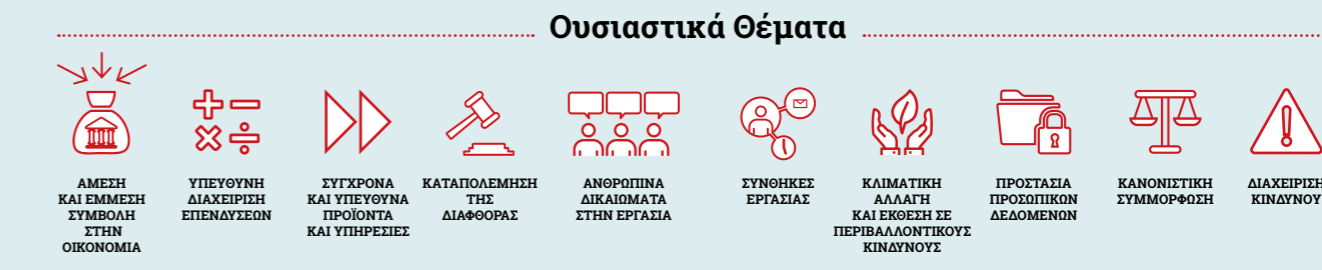 Ουσιαστικά Θέματα
ΑΜΕΣΗ
ΚΑΙ ΕΜΜΕΣΗ
ΣΥΜΒΟΛΗ
ΣΤΗΝ
ΟΙΚΟΝΟΜΙΑ
ΥΠΕΥΘΥΝΗ
ΔΙΑΧΕΙΡΙΣΗ
ΕΠΕΝΔΥΣΕΩΝ
ΣΥΓΧΡΟΝΑ
ΚΑΙ ΥΠΕΥΘΥΝΑ
ΠΡΟΪΟΝΤΑ
ΚΑΙ ΥΠΗΡΕΣΙΕΣ
ΚΑΤΑΠΟΛΕΜΗΣΗ
ΤΗΣ
ΔΙΑΦΘΟΡΑΣ
ΑΝΘΡΩΠΙΝΑ
ΔΙΚΑΙΩΜΑΤΑ
ΣΤΗΝ ΕΡΓΑΣΙΑ
ΣΥΝΘΗΚΕΣ
ΕΡΓΑΣΙΑΣ
ΚΛΙΜΑΤΙΚΗ
ΑΛΛΑΓΗ
ΚΑΙ ΕΚΘΕΣΗ ΣΕ
ΠΕΡΙΒΑΛΛΟΝΤΙΚΟΥΣ
ΚΙΝΔΥΝΟΥΣ
ΠΡΟΣΤΑΣΙΑ
ΠΡΟΣΩΠΙΚΩΝ
ΔΕΔΟΜΕΝΩΝ
ΚΑΝΟΝΙΣΤΙΚΗ
ΣΥΜΜΟΡΦΩΣΗ
ΔΙΑΧΕΙΡΙΣΗ
ΚΙΝΔΥΝΟΥ